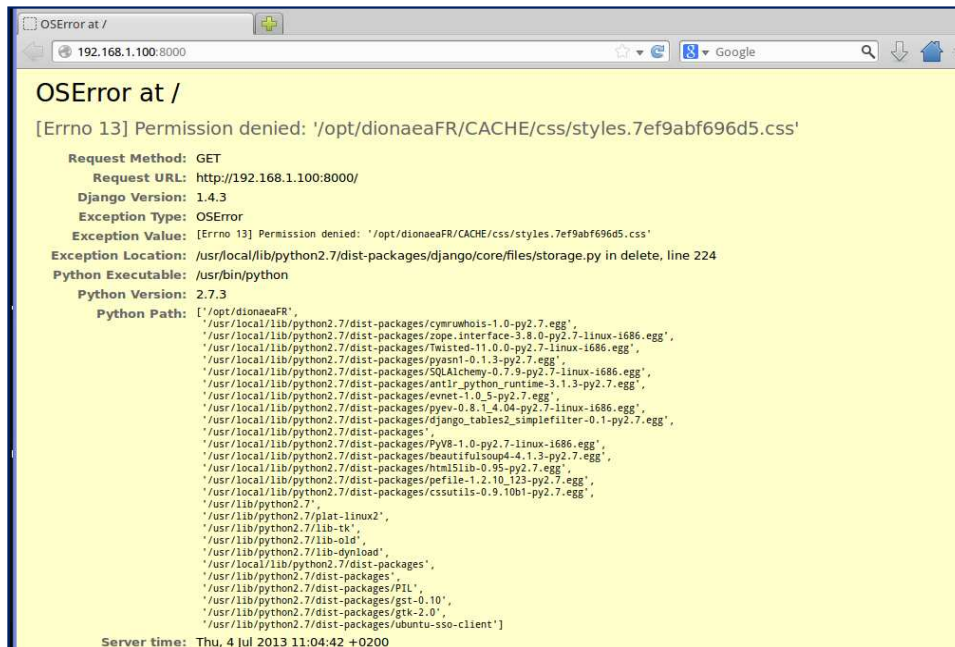 OSError at /
192.168.1.100:8000
Google
OSError at /
[Errno 13] Permission denied: '/opt/dionaeaFR/CACHE/css/styles.7ef9abf696d5.css'
Request Method: GET
Request URL: http://192.168.1.100:8000/
Django Version: 1.4.3
Exception Type: OSError
Exception Value: [Errno 13] Permission denied: '/opt/dionaeaFR/CACHE/css/styles.7ef9abf696d5.css'
Exception Location: /usr/local/lib/python2.7/dist-packages/django/core/files/storage.py in delete, line 224
Python Executable: /usr/bin/python
Python Version: 2.7.3
Python Path: ['/opt/dionaeaFR',
'/usr/local/lib/python2.7/dist-packages/cymruwhois-1.0-py2.7.egg',
'/usr/local/lib/python2.7/dist-packages/zope.interface-3.8.0-py2.7-linux-i686.egg',
'/usr/local/lib/python2.7/dist-packages/Twisted-11.0.0-py2.7-linux-i686.egg',
'/usr/local/lib/python2.7/dist-packages/pyasn1-0.1.3-py2.7.egg',
'/usr/local/lib/python2.7/dist-packages/SQLAlchemy-0.7.9-py2.7-linux-i686.egg',
'/usr/local/lib/python2.7/dist-packages/antlr_python_runtime-3.1.3-py2.7.egg',
'/usr/local/lib/python2.7/dist-packages/evnet-1.0_5-py2.7.egg',
'/usr/local/lib/python2.7/dist-packages/pyev-0.8.1_4.04-py2.7-linux-i686.egg',
'/usr/local/lib/python2.7/dist-packages/django_tables2_simplefilter-0.1-py2.7.egg',
'/usr/local/lib/python2.7/dist-packages',
'/usr/local/lib/python2.7/dist-packages/PyV8-1.0-py2.7-linux-i686.egg',
'/usr/local/lib/python2.7/dist-packages/beautifulsoup4-4.1.3-py2.7.egg',
'/usr/local/lib/python2.7/dist-packages/html5lib-0.95-py2.7.egg',
'/usr/local/lib/python2.7/dist-packages/pefile-1.2.10_123-py2.7.egg',
'/usr/local/lib/python2.7/dist-packages/cssutils-0.9.10b1-py2.7.egg',
'/usr/lib/python2.7',
'/usr/lib/python2.7/plat-linux2',
'/usr/lib/python2.7/lib-tk',
'/usr/lib/python2.7/lib-old',
'/usr/lib/python2.7/lib-dynload',
'/usr/local/lib/python2.7/dist-packages',
'/usr/lib/python2.7/dist-packages',
'/usr/lib/python2.7/dist-packages/PIL',
'/usr/lib/python2.7/dist-packages/gst-0.10',
'/usr/lib/python2.7/dist-packages/gtk-2.0',
'/usr/lib/python2.7/dist-packages/ubuntu-sso-client']
Server time: Thu, 4 Jul 2013 11:04:42 +0200